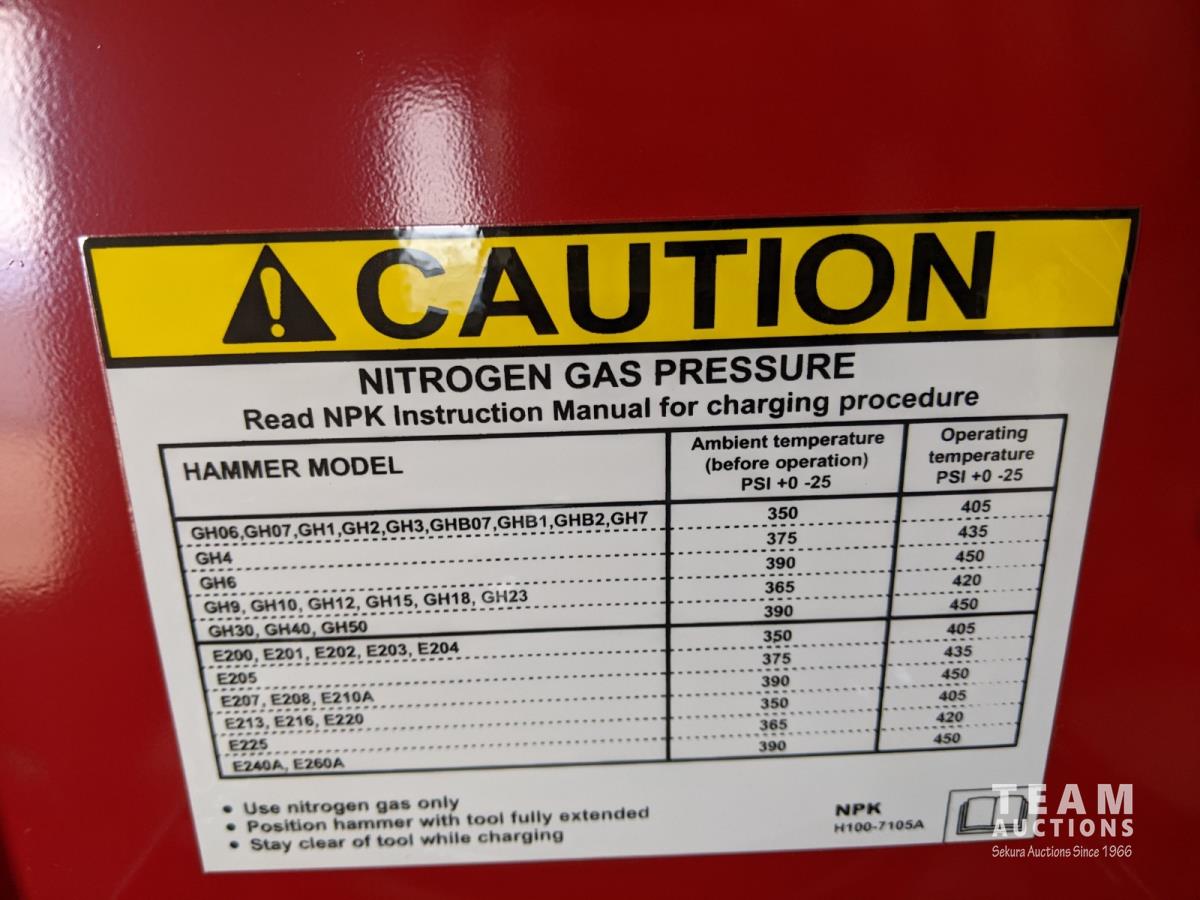 CAUTION
NITROGEN GAS PRESSURE
Read NPK Instruction Manual for charging procedure
HAMMER MODEL
Ambient temperature
(before operation)
PSI +0 -25
Operating
temperature
PSI +0 -25
GH06,GH07,GH1,GH2,GH3,GHB07,GHB1,GHB2,GH7 350 405
GH4 375 435
GH6 390 450
GH9, GH10, GH12, GH15, GH18, GH23 365 420
GH30, GH40, GH50 390 450
E200, E201, E202, E203, E204 350 405
E205 375 435
E207, E208, E210A 390 450
E213, E216, E220 350 405
E225 365 420
E240A, E260A 390 450
• Use nitrogen gas only
• Position hammer with tool fully extended
• Stay clear of tool while charging
NPK
H100-7105A
TEAM
AUCTIONS
Sekura Auctions Since 1966